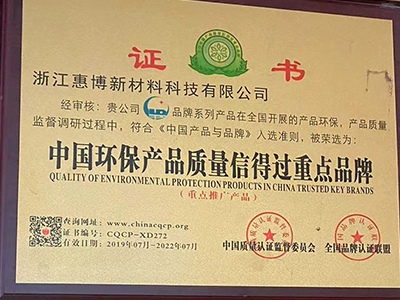 证 书
浙江惠博新材料科技有限公司
经审核：贵公司 品牌系列产品在全国开展的产品环保，产品质量
监督调研过程中，符合《中国产品与品牌》入选准则，被荣选为：
中国环保产品质量信得过重点品牌
QUALITY OF ENVIRONMENTAL PROTECTION PRODUCTS IN CHINA TRUSTED KEY BRANDS
（重点推广产品）
查询网址：www.chinacqcp.org
证书编号：CQCP-XD272
有效日期：2019年07月-2022年07月
中国质量认证监督委员会 全国品牌认证联盟